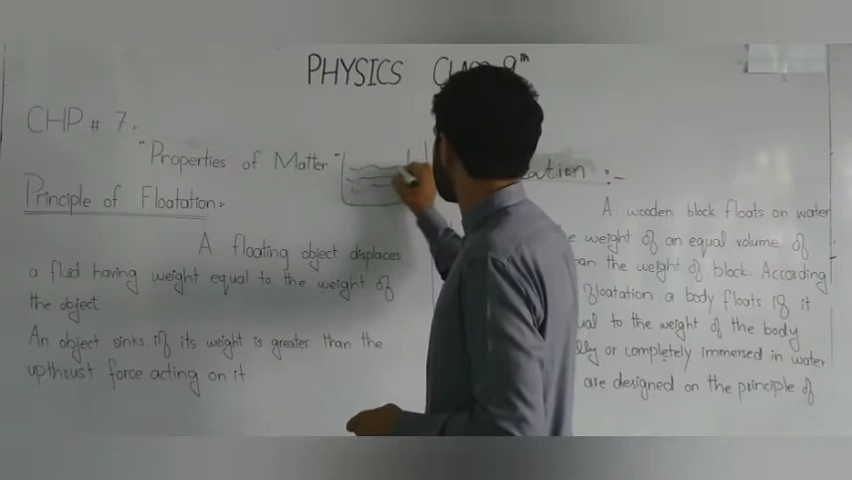 PHYSICS Class 9th
CHP # 7.
"Properties of Matter"
Principle of Floatation.
A floating object displaces
a fluid having weight equal to the weight of
the object
An object sinks if its weight is greater than the
upthrust force acting on it
:-
A wooden block floats on water
weight of an equal volume of
the weight of block. According
floatation a body floats if it
to the weight of the body
or completely immersed in water
are designed on the principle of